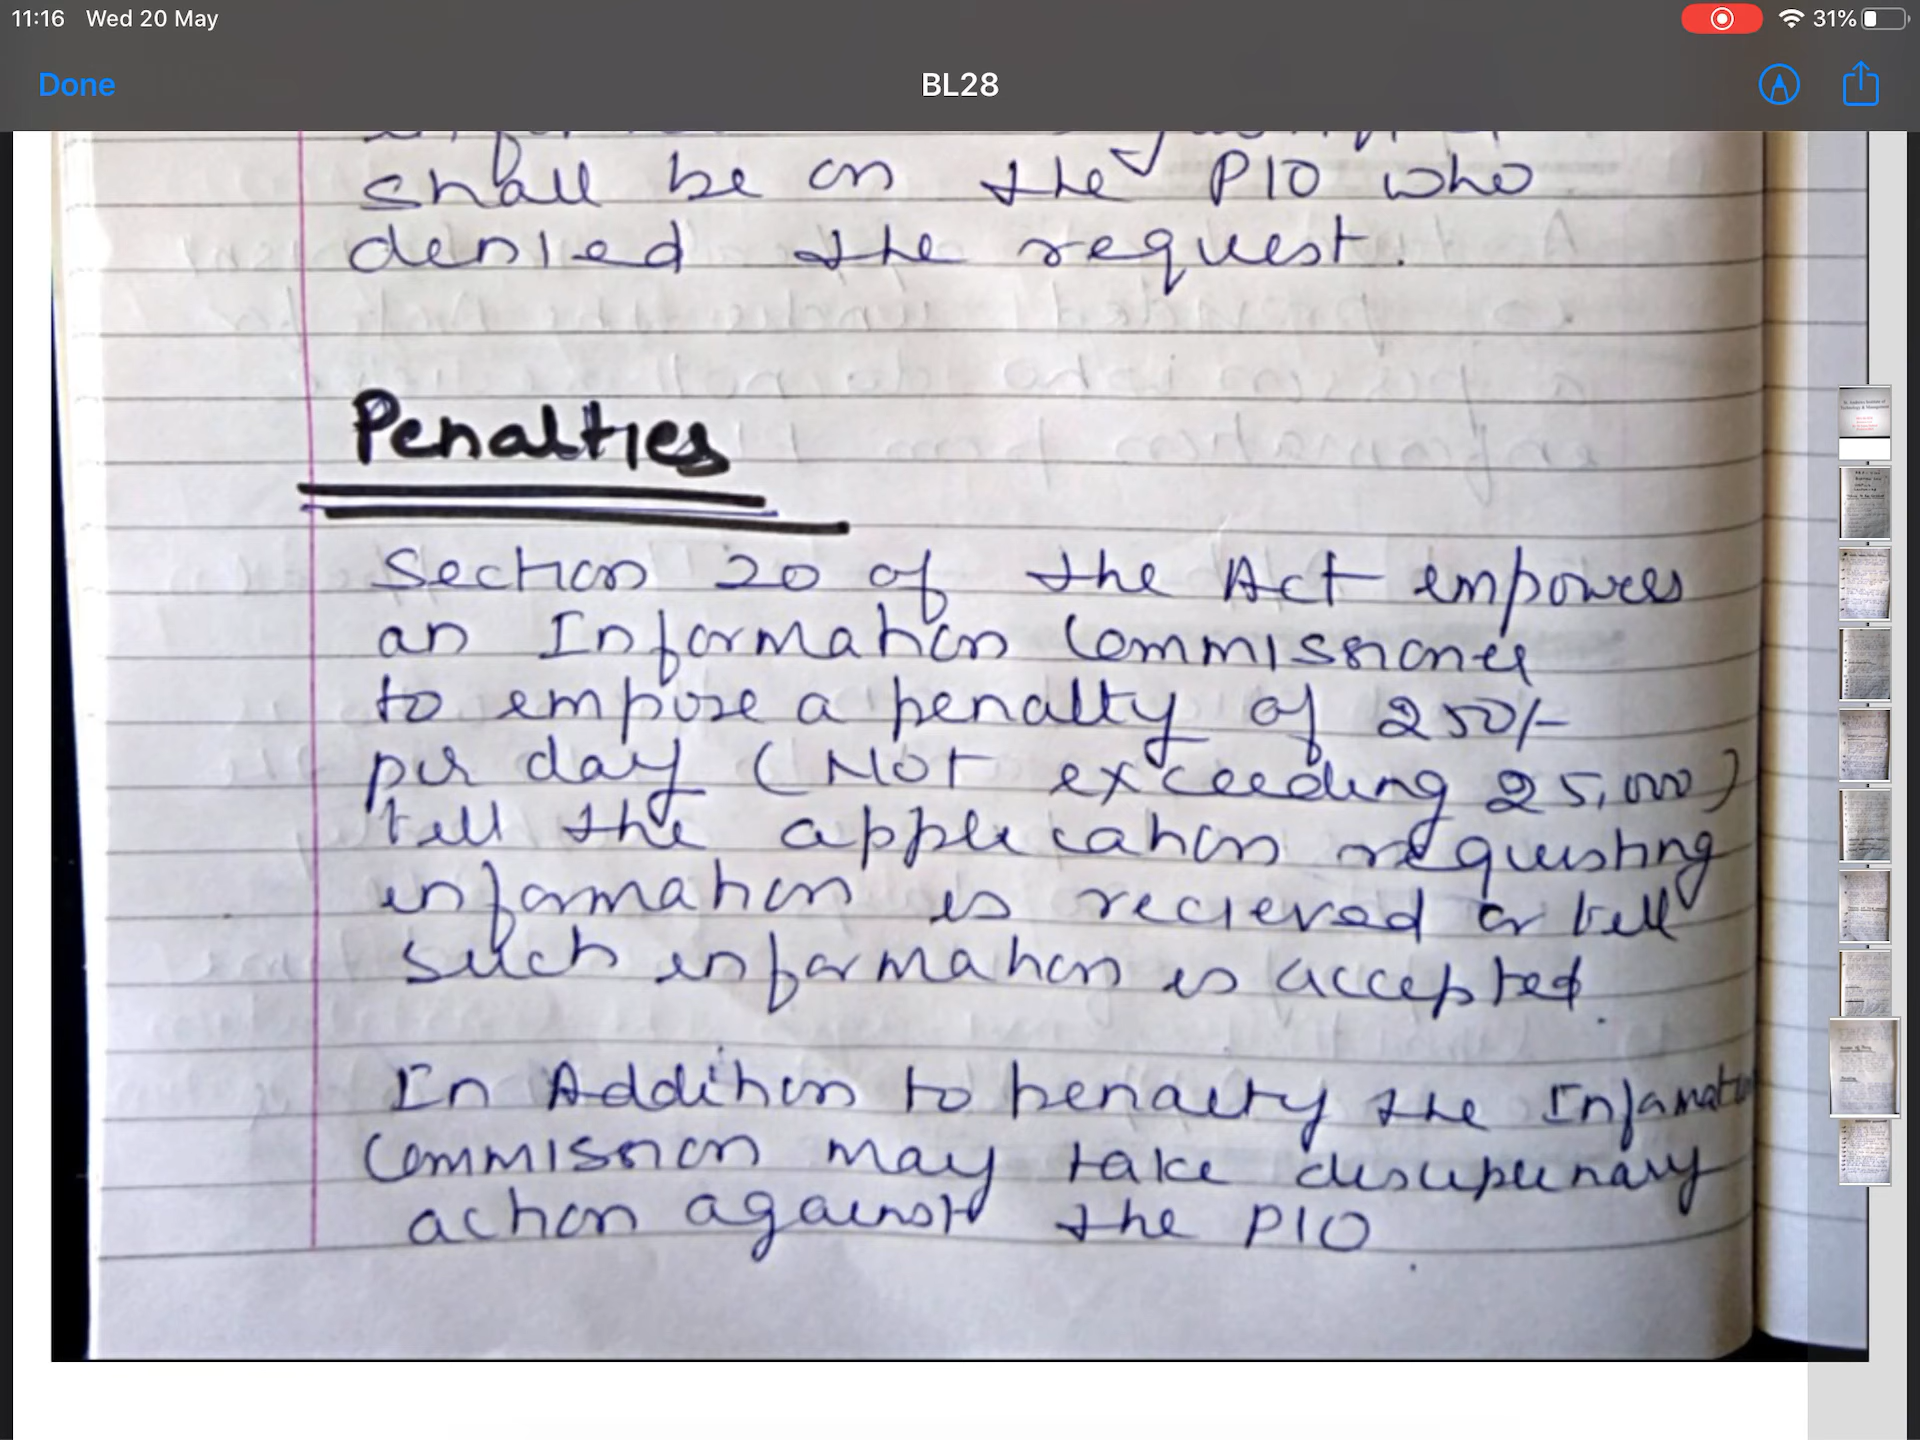 11:16 Wed 20 May
31%
Done
BL28
shall be on the PIO who
denied the request.
Penalties
Section 20 of the Act empowers
an Information Commissioner
to empose a penalty of 250/-
per day (Not exceeding 25,000)
till the application requesting
information is recieved or till
such information is accepted.
In Addition to penalty the Information
Commission may take disciplinary
action against the PIO.